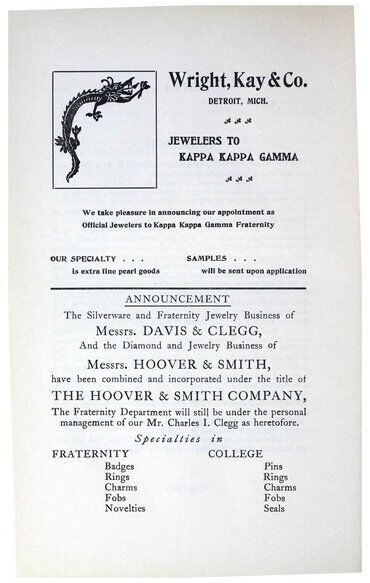 Wright, Kay & Co.
DETROIT, MICH.
JEWELERS TO
KAPPA KAPPA GAMMA
We take pleasure in announcing our appointment as
Official Jewelers to Kappa Kappa Gamma Fraternity
OUR SPECIALTY . . .
is extra fine pearl goods
SAMPLES . . .
will be sent upon application
ANNOUNCEMENT
The Silverware and Fraternity Jewelry Business of
Messrs. DAVIS & CLEGG,
And the Diamond and Jewelry Business of
Messrs. HOOVER & SMITH,
have been combined and incorporated under the title of
THE HOOVER & SMITH COMPANY,
The Fraternity Department will still be under the personal
management of our Mr. Charles I. Clegg as heretofore.
Specialties in
FRATERNITY
Badges
Rings
Charms
Fobs
Novelties
COLLEGE
Pins
Rings
Charms
Fobs
Seals